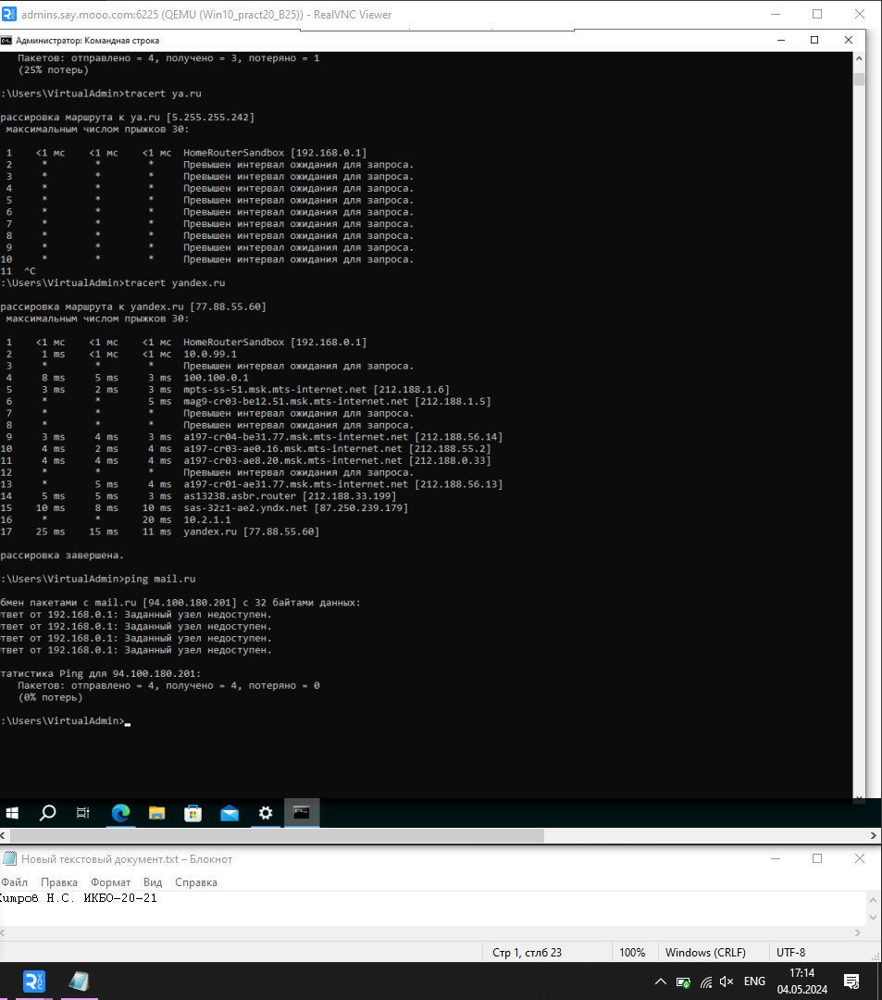 admins.say.mooo.com:6225 (QEMU (Win10_pract20_B25)) - RealVNC Viewer
Администратор: Командная строка
Пакетов: отправлено = 4, получено = 3, потеряно = 1
(25% потерь)
:\Users\VirtualAdmin>tracert ya.ru
рассировка маршрута к ya.ru [5.255.255.242]
максимальным числом прыжков 30:
1 <1 мс <1 мс <1 мс HomeRouterSandbox [192.168.0.1]
2 * * * Превышен интервал ожидания для запроса.
3 * * * Превышен интервал ожидания для запроса.
4 * * * Превышен интервал ожидания для запроса.
5 * * * Превышен интервал ожидания для запроса.
6 * * * Превышен интервал ожидания для запроса.
7 * * * Превышен интервал ожидания для запроса.
8 * * * Превышен интервал ожидания для запроса.
9 * * * Превышен интервал ожидания для запроса.
10 * * * Превышен интервал ожидания для запроса.
11 ^C
:\Users\VirtualAdmin>tracert yandex.ru
рассировка маршрута к yandex.ru [77.88.55.60]
максимальным числом прыжков 30:
1 <1 мс <1 мс <1 мс HomeRouterSandbox [192.168.0.1]
2 1 ms <1 мс <1 мс 10.0.99.1
3 * * * Превышен интервал ожидания для запроса.
4 8 ms 5 ms 3 ms 100.100.0.1
5 3 ms 2 ms 3 ms mpts-ss-51.msk.mts-internet.net [212.188.1.6]
6 * * 5 ms mag9-cr03-be12.51.msk.mts-internet.net [212.188.1.5]
7 * * * Превышен интервал ожидания для запроса.
8 * * * Превышен интервал ожидания для запроса.
9 3 ms 4 ms 3 ms a197-cr04-be31.77.msk.mts-internet.net [212.188.56.14]
10 4 ms 2 ms 4 ms a197-cr03-ae0.16.msk.mts-internet.net [212.188.55.2]
11 4 ms 4 ms 4 ms a197-cr03-ae8.20.msk.mts-internet.net [212.188.0.33]
12 * * * Превышен интервал ожидания для запроса.
13 * 5 ms 4 ms a197-cr01-ae31.77.msk.mts-internet.net [212.188.56.13]
14 5 ms 5 ms 3 ms as13238.asbr.router [212.188.33.199]
15 10 ms 8 ms 10 ms sas-32z1-ae2.yndx.net [87.250.239.179]
16 * * 20 ms 10.2.1.1
17 25 ms 15 ms 11 ms yandex.ru [77.88.55.60]
рассировка завершена.
:\Users\VirtualAdmin>ping mail.ru
бмен пакетами с mail.ru [94.100.180.201] с 32 байтами данных:
твет от 192.168.0.1: Заданный узел недоступен.
твет от 192.168.0.1: Заданный узел недоступен.
твет от 192.168.0.1: Заданный узел недоступен.
твет от 192.168.0.1: Заданный узел недоступен.
татистика Ping для 94.100.180.201:
Пакетов: отправлено = 4, получено = 4, потеряно = 0
(0% потерь)
:\Users\VirtualAdmin>
Новый текстовый документ.txt – Блокнот
Файл Правка Формат Вид Справка
Н.С. ИКБО-20-21
Стр 1, стлб 23 100% Windows (CRLF) UTF-8
ENG 17:14
04.05.2024